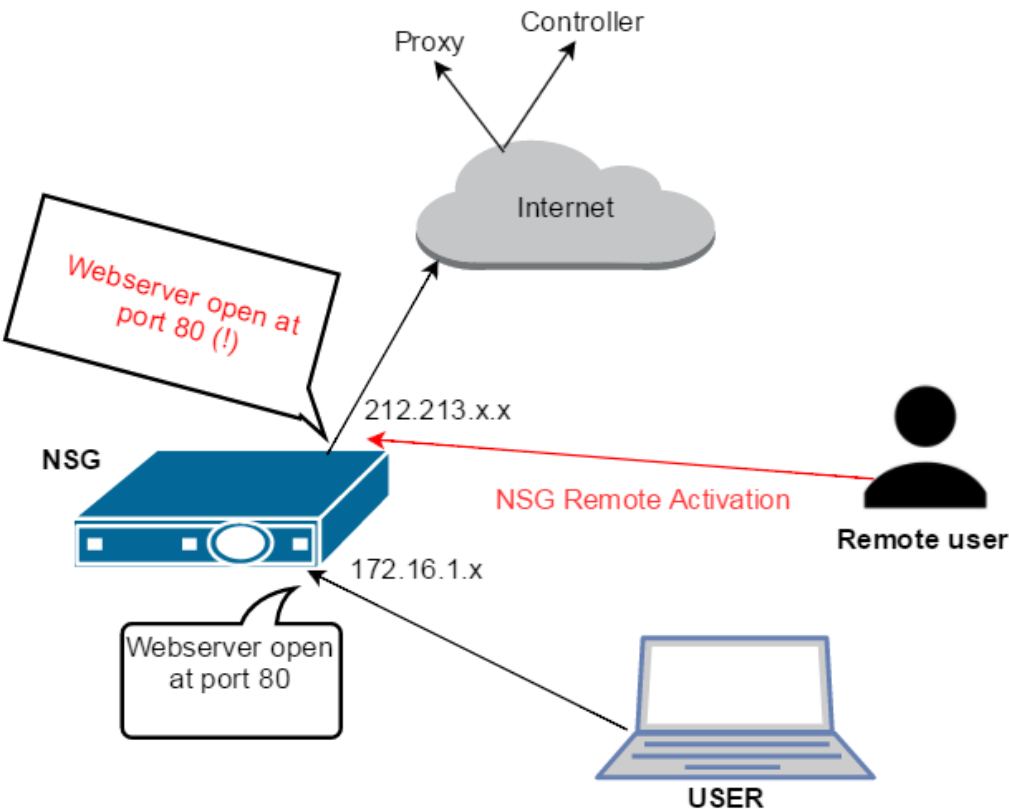 Controller
Proxy
Internet
Webserver open at
port 80 (!)
212.213.x.x
NSG
NSG Remote Activation
Remote user
172.16.1.x
Webserver open
at port 80
USER